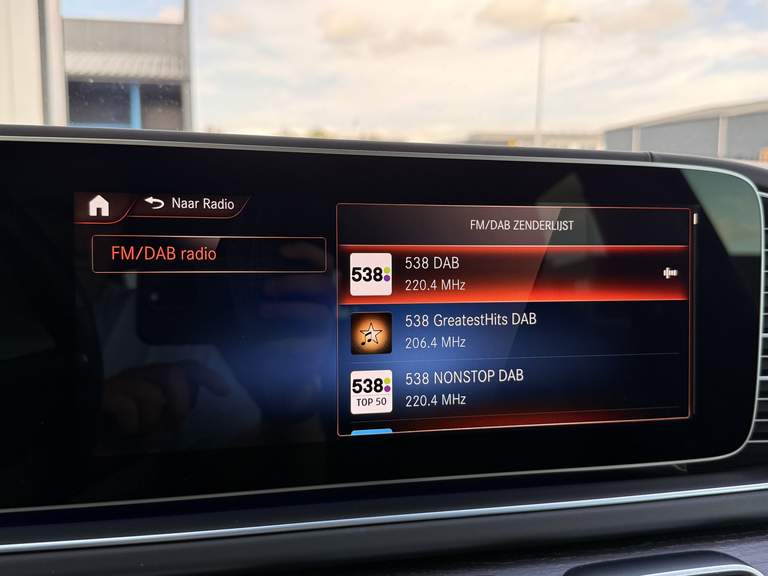 Naar Radio
FM/DAB radio
FM/DAB ZENDERLIJST
538
538 DAB
220.4 MHz
538 GreatestHits DAB
206.4 MHz
538
TOP 50
538 NONSTOP DAB
220.4 MHz